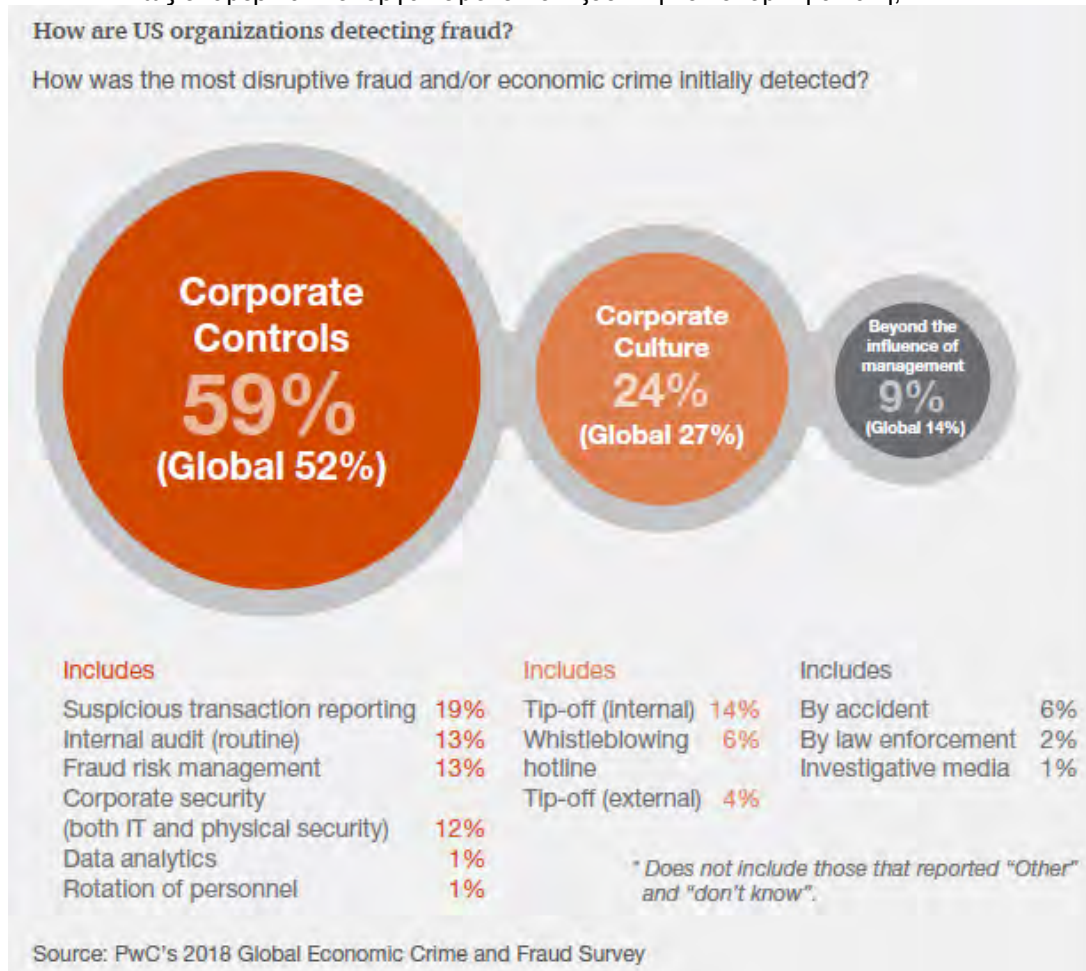 How are US organizations detecting fraud?
How was the most disruptive fraud and/or economic crime initially detected?
Corporate
Controls
59%
(Global 52%)
Corporate
Culture
24%
(Global 27%)
Beyond the
influence of
management
9%
(Global 14%)
Includes
Suspicious transaction reporting 19%
Internal audit (routine) 13%
Fraud risk management 13%
Corporate security
(both IT and physical security) 12%
Data analytics 1%
Rotation of personnel 1%
Includes
Tip-off (internal) 14%
Whistleblowing 6%
hotline
Tip-off (external) 4%
Includes
By accident 6%
By law enforcement 2%
Investigative media 1%
* Does not include those that reported “Other”
and “don’t know”.
Source: PwC’s 2018 Global Economic Crime and Fraud Survey